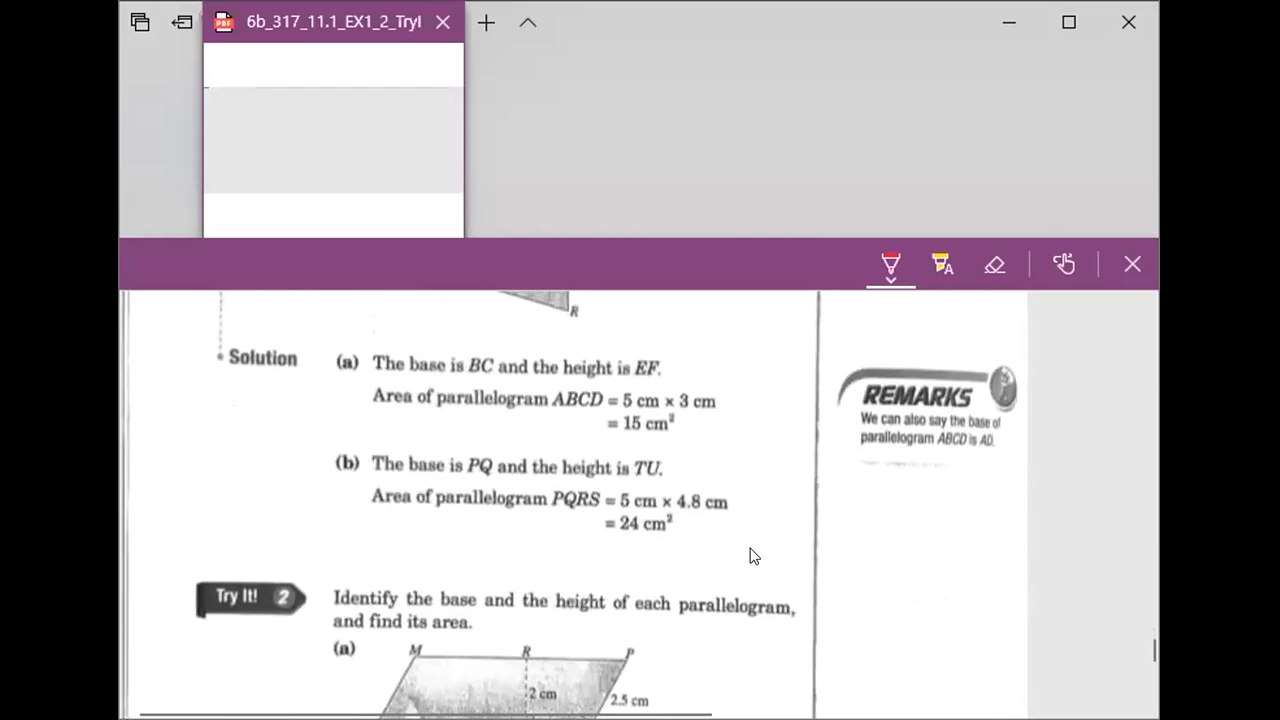 6b_317_11.1_EX1_2_TryI
R
Solution
(a) The base is BC and the height is EF.
Area of parallelogram ABCD = 5 cm × 3 cm
= 15 cm²
(b) The base is PQ and the height is TU.
Area of parallelogram PQRS = 5 cm × 4.8 cm
= 24 cm²
REMARKS
We can also say the base of
parallelogram ABCD is AD.
Try It! 2
Identify the base and the height of each parallelogram,
and find its area.
(a)
M R P
2 cm 2.5 cm